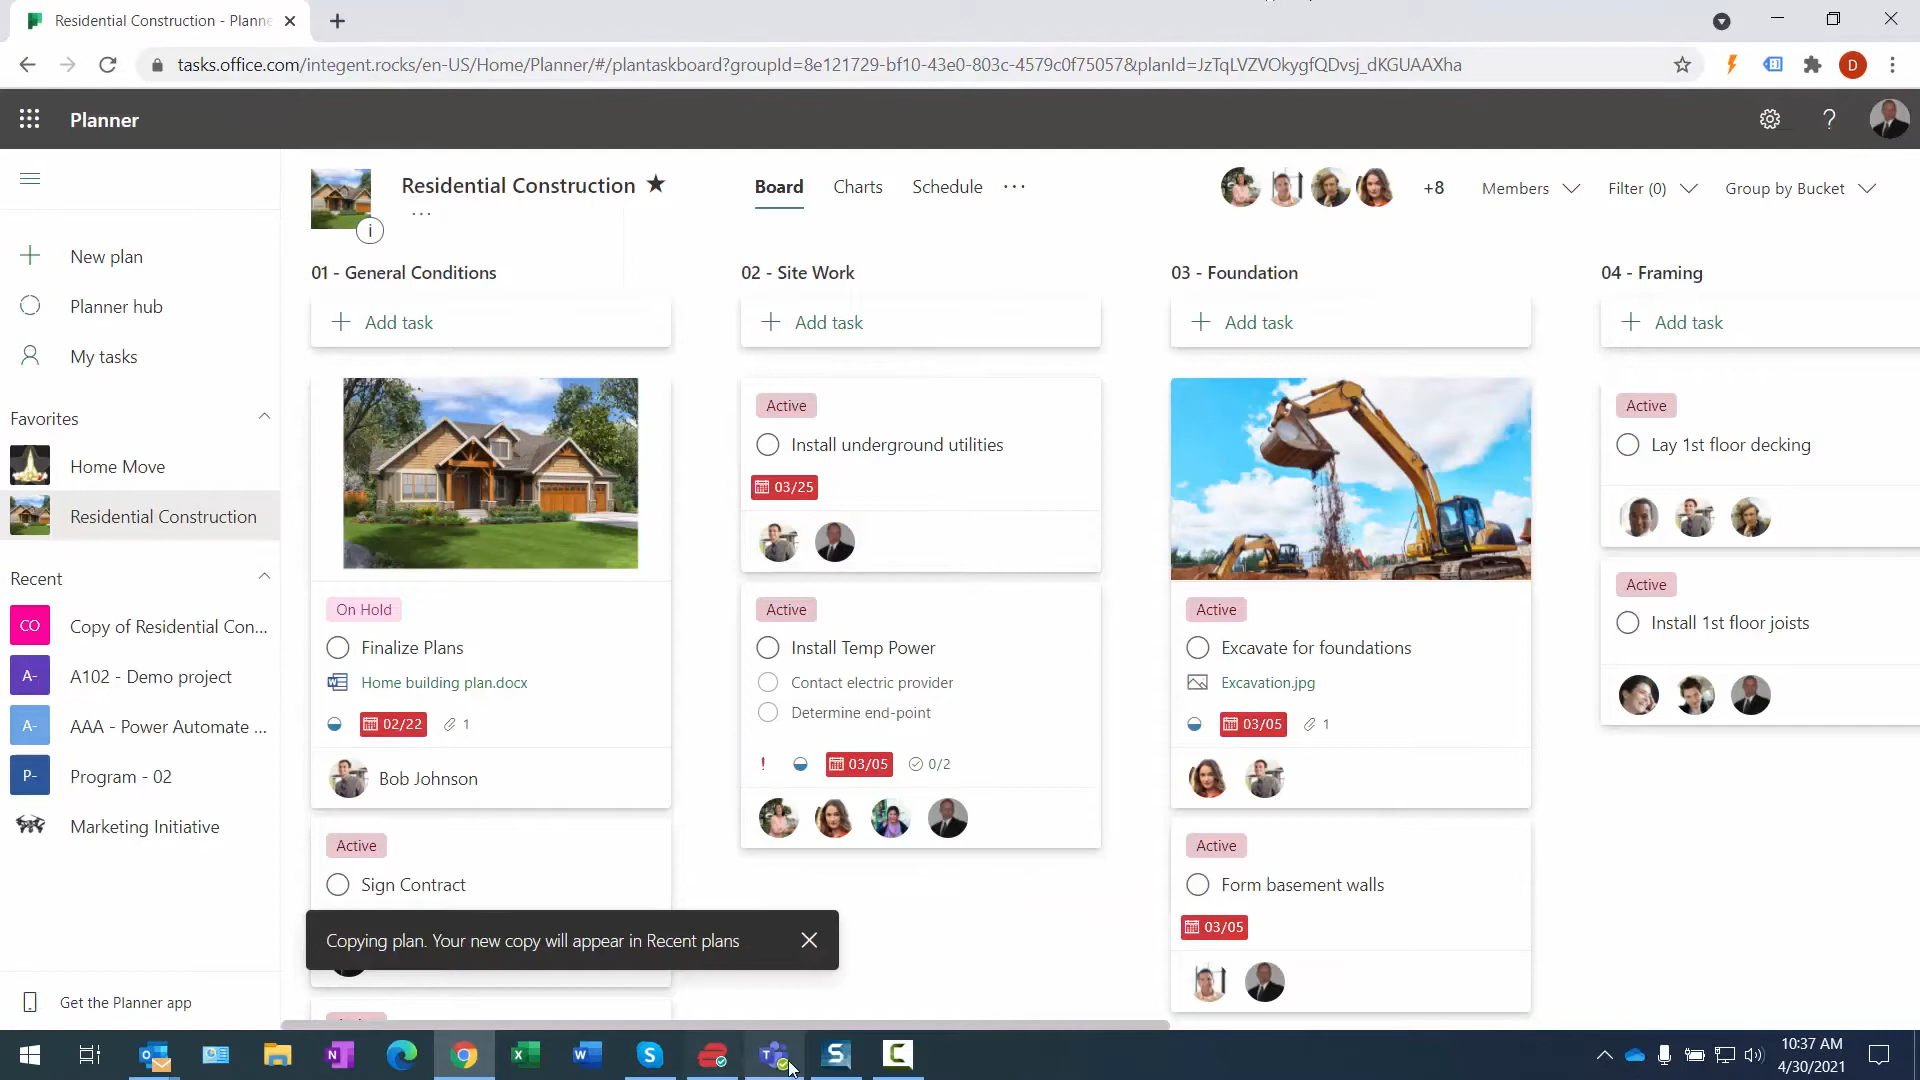 Residential Construction - Planne
tasks.office.com/integent.rocks/en-US/Home/Planner/#/plantaskboard?groupId=8e121729-bf10-43e0-803c-4579c0f75057&planId=JzTqLVZVOkygfQDvsj_dKGUAAXha
D
Planner
?
Residential Construction
...
i
Board
Charts
Schedule
...
+8
Members
Filter (0)
Group by Bucket
New plan
Planner hub
My tasks
Favorites
Home Move
Residential Construction
Recent
CO
Copy of Residential Con...
A-
A102 - Demo project
A-
AAA - Power Automate ...
P-
Program - 02
Marketing Initiative
Get the Planner app
01 - General Conditions
Add task
On Hold
Finalize Plans
Home building plan.docx
02/22
1
Bob Johnson
Active
Sign Contract
Copying plan. Your new copy will appear in Recent plans
02 - Site Work
Add task
Active
Install underground utilities
03/25
Active
Install Temp Power
Contact electric provider
Determine end-point
!
03/05
0/2
03 - Foundation
Add task
Active
Excavate for foundations
Excavation.jpg
03/05
1
Active
Form basement walls
03/05
04 - Framing
Add task
Active
Lay 1st floor decking
Active
Install 1st floor joists
10:37 AM
4/30/2021